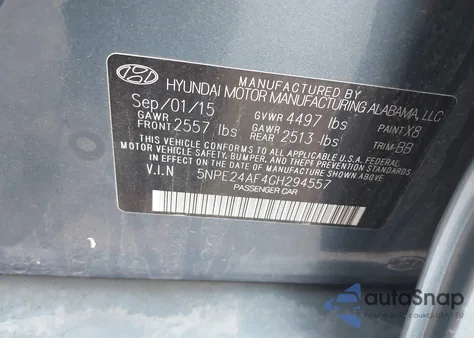 MANUFACTURED BY
HYUNDAI MOTOR MANUFACTURING ALABAMA, LLC
Sep/01/15 GVWR 4497 lbs PAINT X8
GAWR FRONT 2557 lbs GAWR REAR 2513 lbs TRIM BB
THIS VEHICLE CONFORMS TO ALL APPLICABLE U.S. FEDERAL
MOTOR VEHICLE SAFETY, BUMPER, AND THEFT PREVENTION STANDARDS
IN EFFECT ON THE DATE OF MANUFACTURE SHOWN ABOVE.
V.I.N 5NPE24AF4GH294557
PASSENGER CAR
autoSnap